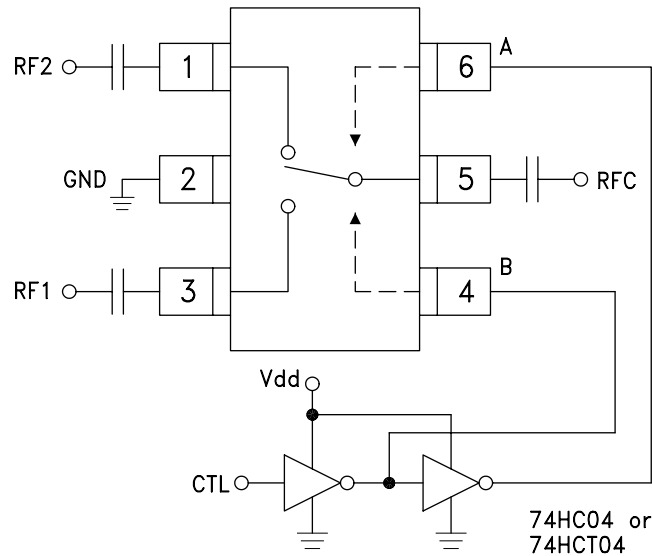 A
RF2 1 6
GND 2 5 RFC
B
RF1 3 4
Vdd
CTL
74HC04 or
74HCT04